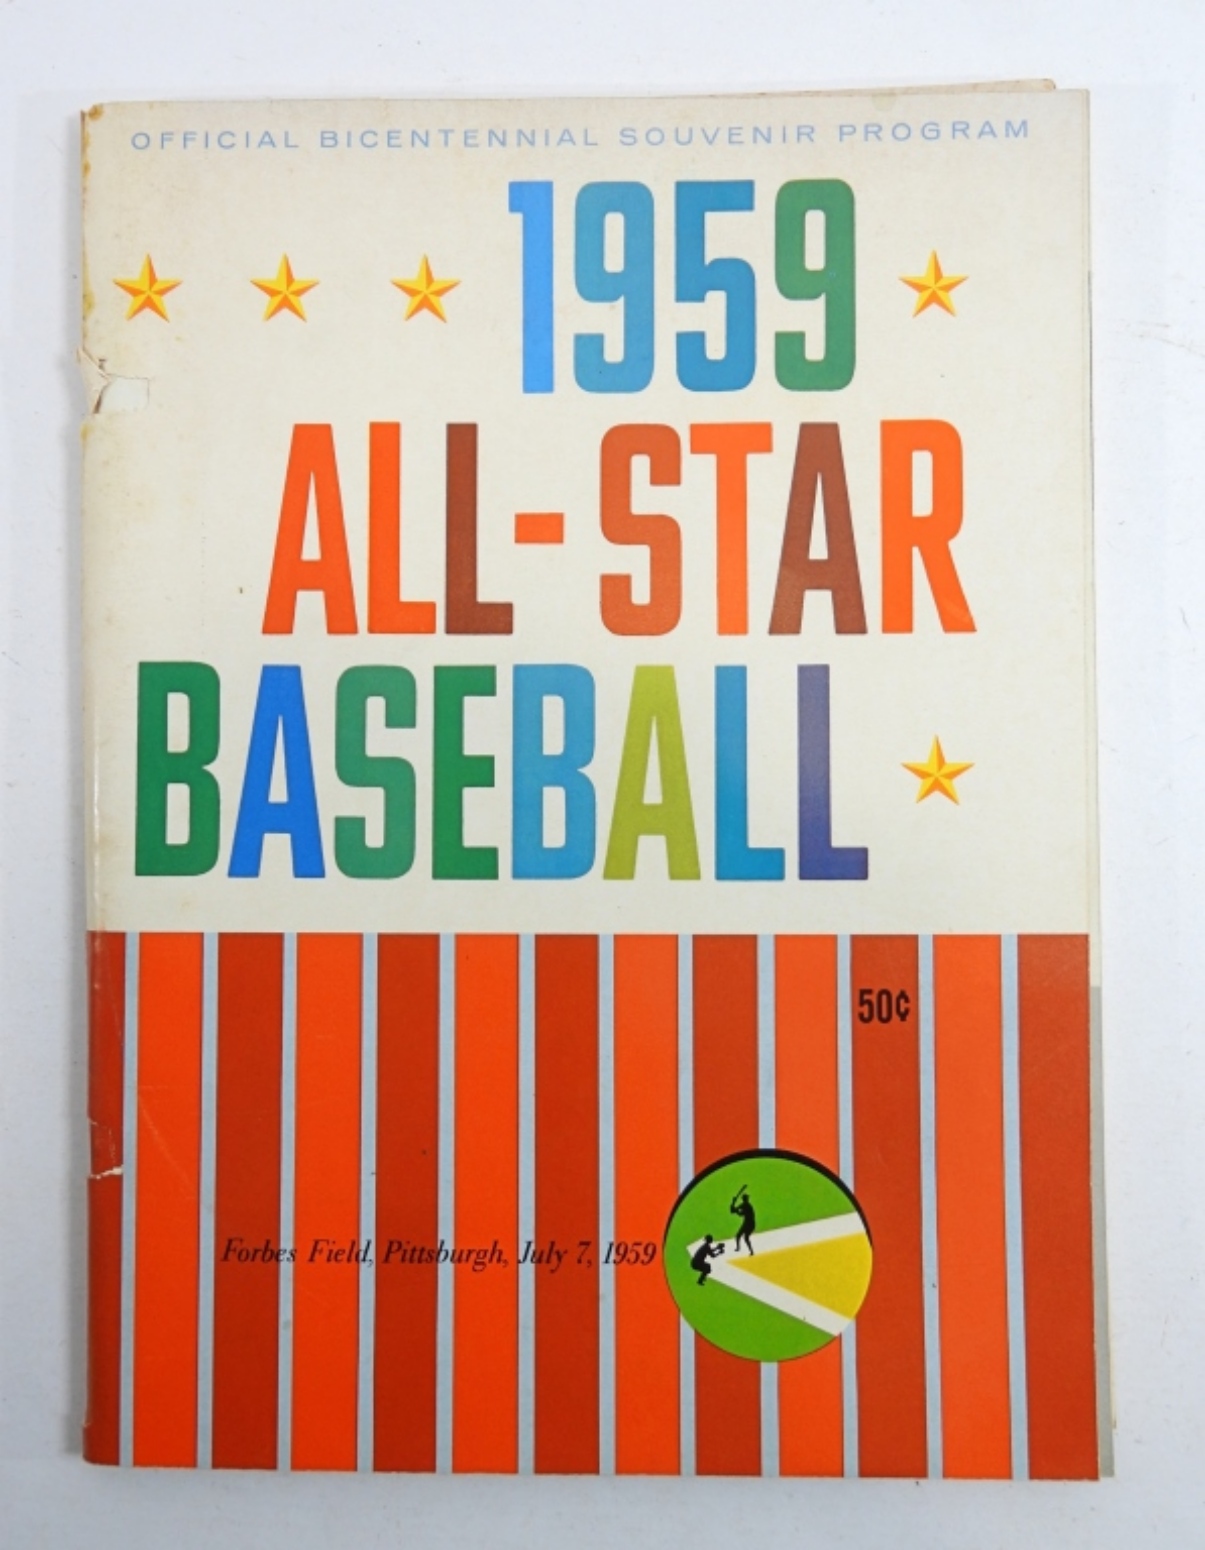 OFFICIAL BICENTENNIAL SOUVENIR PROGRAM
1959
ALL-STAR
BASEBALL
50¢
Forbes Field, Pittsburgh, July 7, 1959